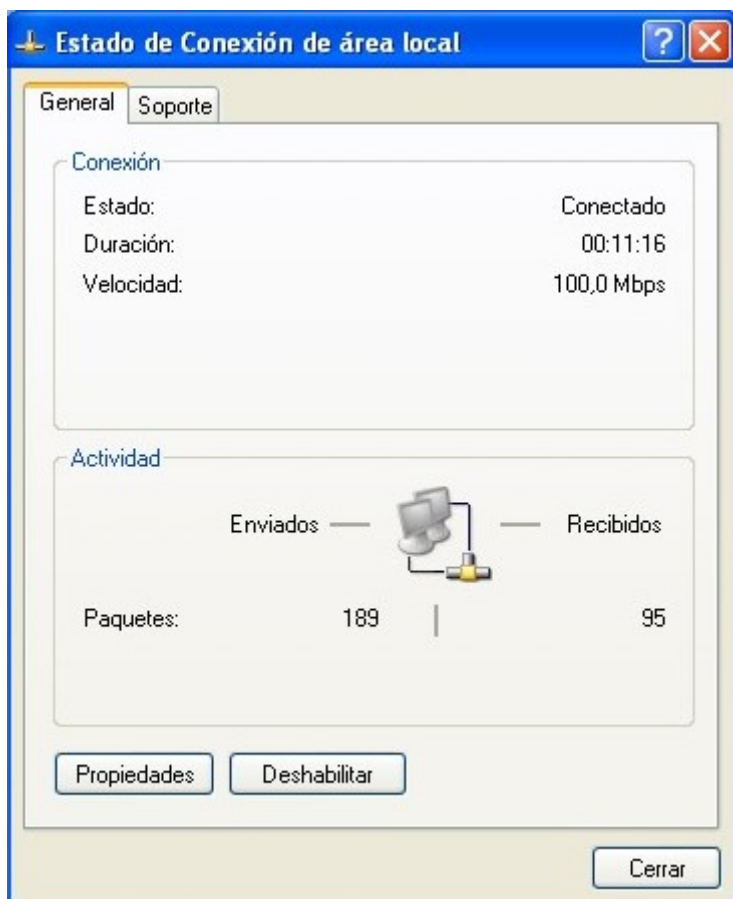 Estado de Conexión de área local
General Soporte
Conexión
Estado: Conectado
Duración: 00:11:16
Velocidad: 100,0 Mbps
Actividad
Enviados Recibidos
Paquetes: 189 95
Propiedades Deshabilitar
Cerrar